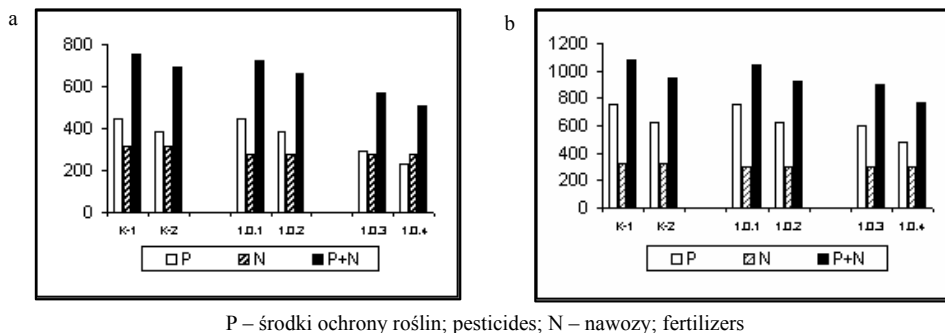 a
800
600
400
200
0
K-1 K-2 1.0.1 1.0.2 1.0.3 1.0.4
P N P+N
b
1200
1000
800
600
400
200
0
K-1 K-2 1.0.1 1.0.2 1.0.3 1.0.4
P N P+N
P – środki ochrony roślin; pesticides; N – nawozy; fertilizers